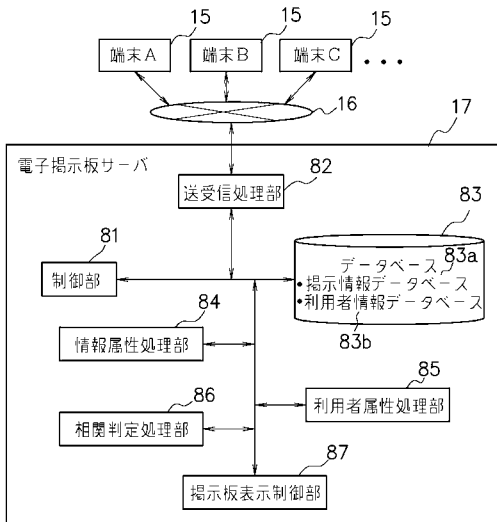 15
15
15
端末A
端末B
端末C
・・・
16
17
電子掲示板サーバ
82
送受信処理部
83
81
制御部
データベース
83a
・掲示情報データベース
・利用者情報データベース
83b
84
情報属性処理部
85
利用者属性処理部
86
相関判定処理部
87
掲示板表示制御部